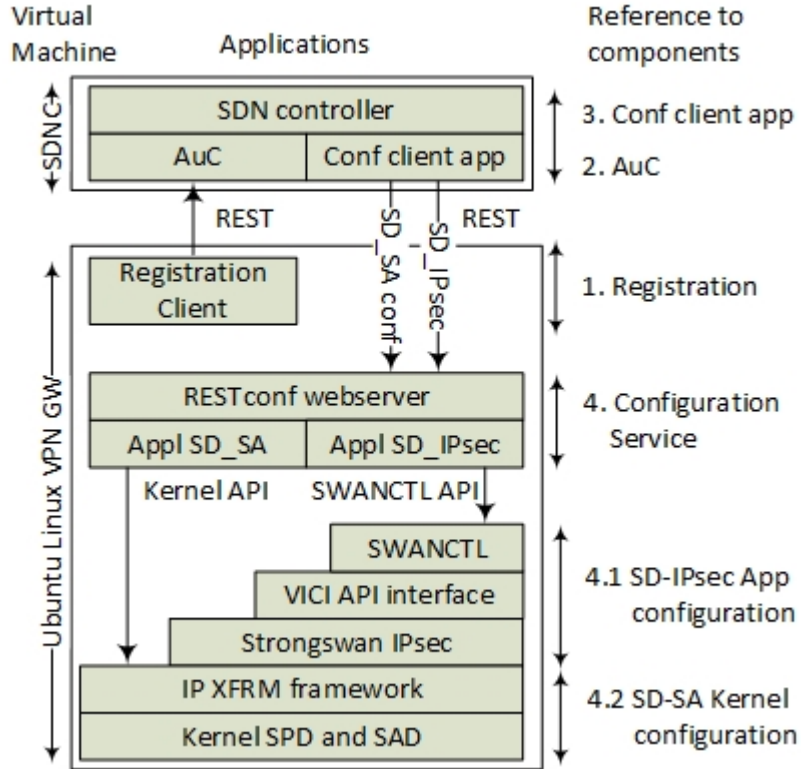 Virtual
Machine
Applications
Reference to
components
SDN C
SDN controller
AuC
Conf client app
3. Conf client app
2. AuC
REST
SD_SA conf
SD_IPsec
REST
Ubuntu Linux VPN GW
Registration
Client
1. Registration
RESTconf webserver
Appl SD_SA
Appl SD_IPsec
4. Configuration
Service
Kernel API
SWANCTL API
SWANCTL
VICI API interface
Strongswan IPsec
4.1 SD-IPsec App
configuration
IP XFRM framework
Kernel SPD and SAD
4.2 SD-SA Kernel
configuration